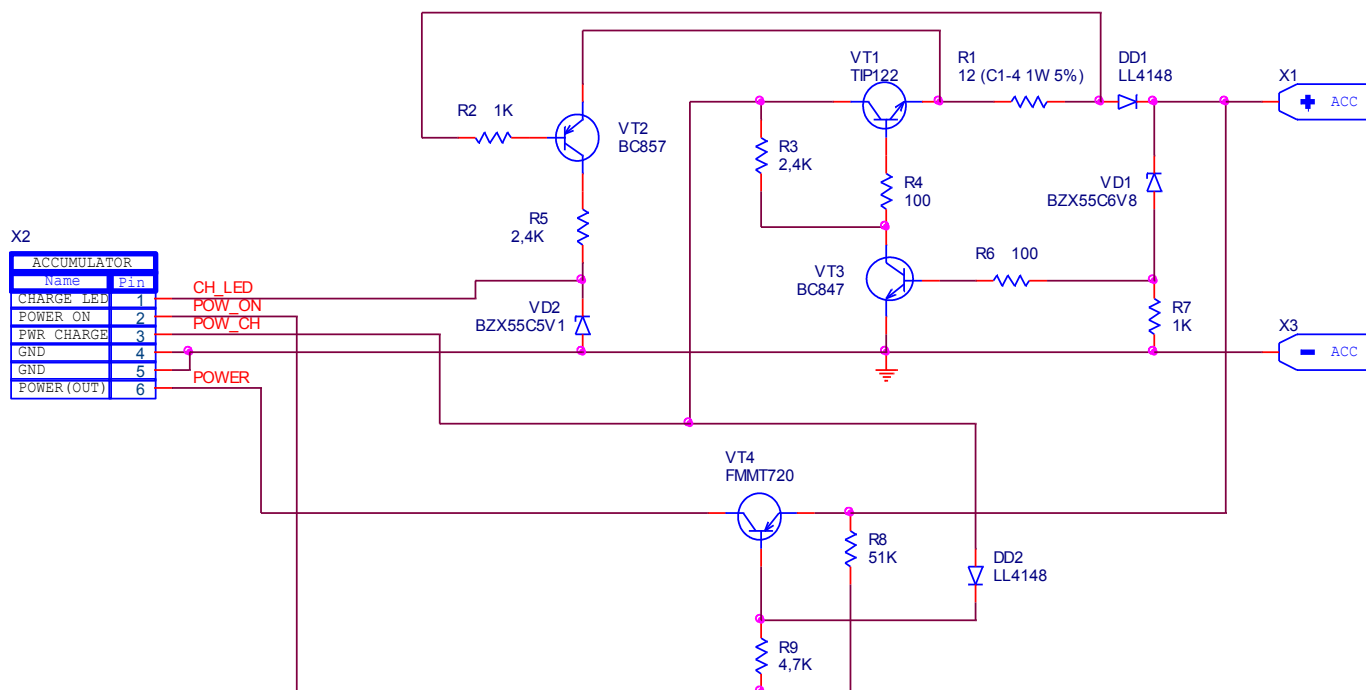 VT1
TIP122
R1
12 (C1-4 1W 5%)
DD1
LL4148
X1
+ ACC
R2 1K
VT2
BC857
R3
2,4K
R4
100
VD1
BZX55C6V8
R5
2,4K
X2
ACCUMULATOR
Name Pin
CHARGE LED 1
POWER ON 2
PWR CHARGE 3
GND 4
GND 5
POWER(OUT) 6
CH_LED
POW_ON
POW_CH
POWER
VD2
BZX55C5V1
VT3
BC847
R6 100
R7
1K
X3
- ACC
VT4
FMMT720
R8
51K
DD2
LL4148
R9
4,7K